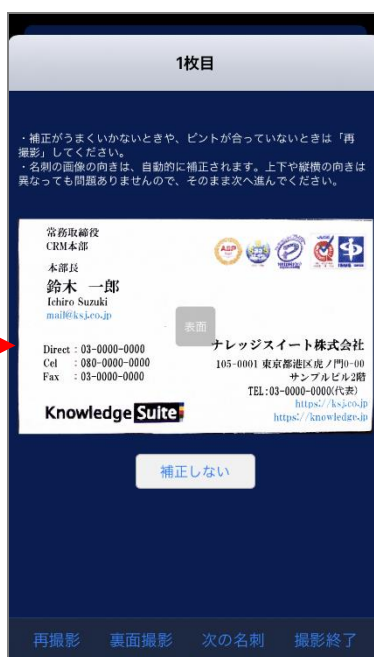 1枚目
・補正がうまくいかないときや、ピントが合っていないときは「再
撮影」してください。
・名刺の画像の向きは、自動的に補正されます。上下や縦横の向きは
異なっても問題ありませんので、そのまま次へ進んでください。
常務取締役
CRM本部
本部長
鈴木 一郎
Ichiro Suzuki
mail@ksj.co.jp
表面
Direct : 03-0000-0000
Cel : 080-0000-0000
Fax : 03-0000-0000
Knowledge Suite
ナレッジスイート株式会社
105-0001 東京都港区虎ノ門0-00
サンプルビル2階
TEL:03-0000-0000(代表)
https://ksj.co.jp
https://knowledge.jp
補正しない
再撮影 裏面撮影 次の名刺 撮影終了